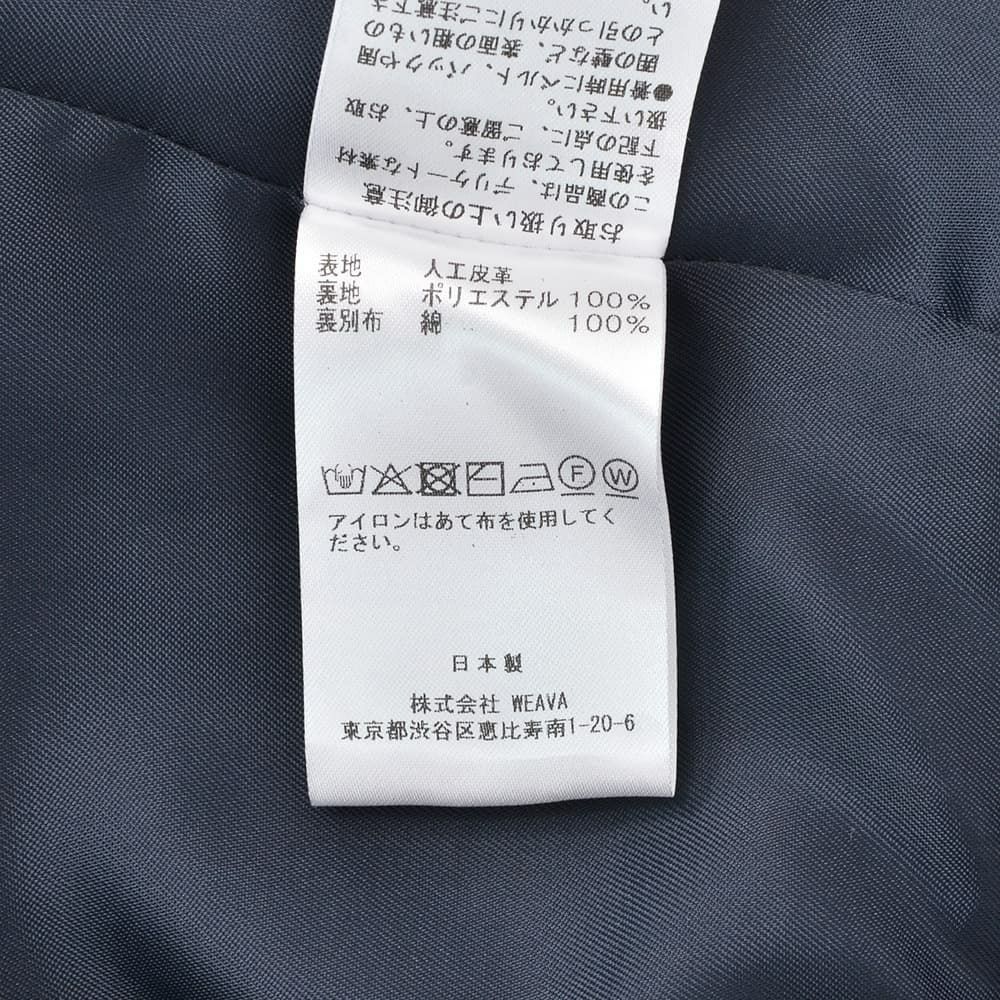 お取り扱い上の御注意
この商品は、デリケートな素材
を使用しております。
下記の点に、ご留意の上、お取
扱い下さい。
●着用時にベルト、バックや周
囲の壁など、表面の粗いもの
との引っかかりにご注意下さ
い。
表地 人工皮革
裏地 ポリエステル 100%
裏別布 綿 100%
F W
アイロンはあて布を使用してく
ださい。
日本製
株式会社 WEAVA
東京都渋谷区恵比寿南1-20-6